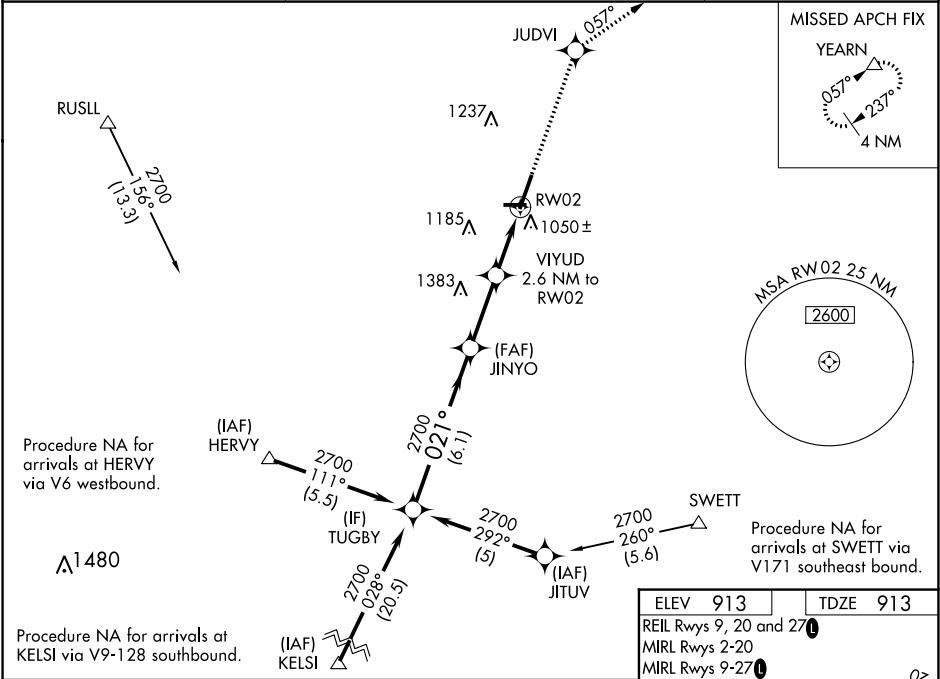 JUDVI
057°
MISSED APCH FIX
YEARN
057°
237°
4 NM
RUSLL
2700
156°
(13.3)
1237
RW02
1185
1050 ±
VIYUD
2.6 NM to
RW02
1383
MSA RW02 25 NM
2600
(FAF)
JINYO
2700
021°
(6.1)
(IAF)
HERVY
2700
111°
(5.5)
Procedure NA for
arrivals at HERVY
via V6 westbound.
(IF)
TUGBY
2700
292°
(5)
SWETT
2700
260°
(5.6)
(IAF)
JITUV
Procedure NA for
arrivals at SWETT via
V171 southeast bound.
1480
2700
028°
(20.5)
(IAF)
KELSI
Procedure NA for arrivals at
KELSI via V9-128 southbound.
ELEV 913
TDZE 913
REIL Rwys 9, 20 and 27 L
MIRL Rwys 2-20
MIRL Rwys 9-27 L